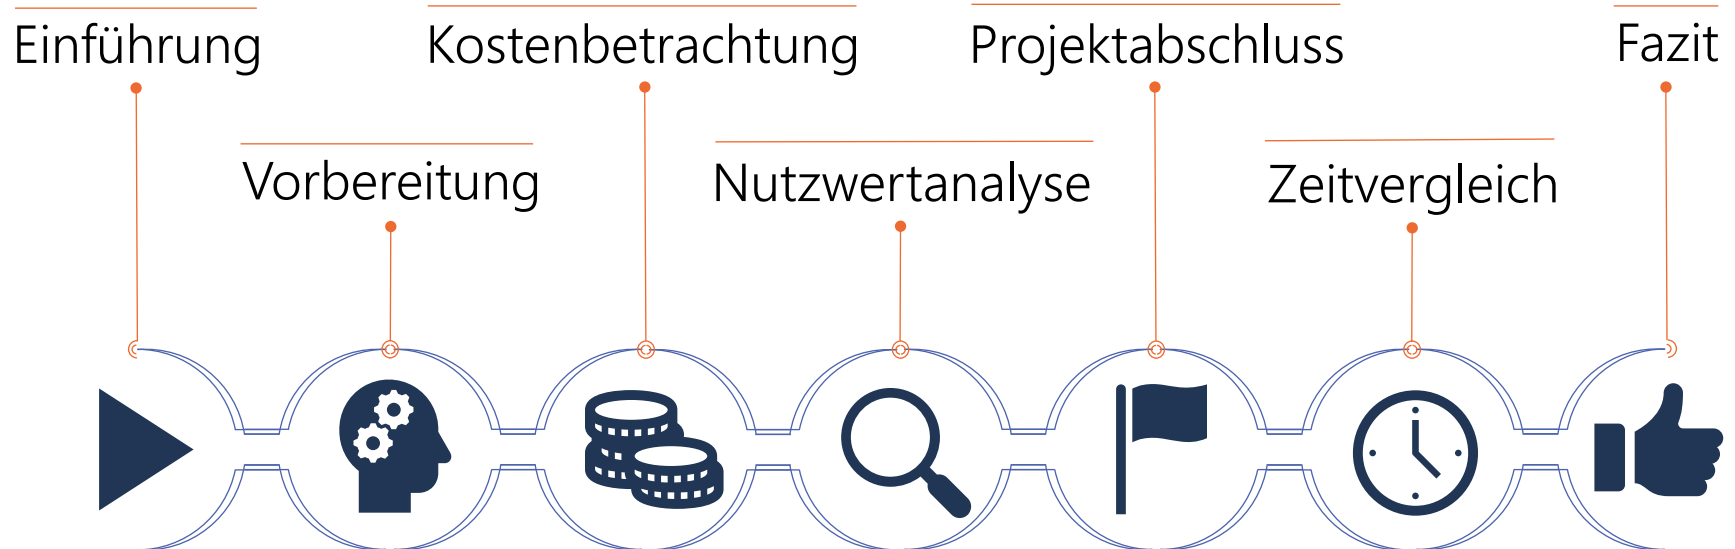 Einführung
Vorbereitung
Kostenbetrachtung
Nutzwertanalyse
Projektabschluss
Zeitvergleich
Fazit